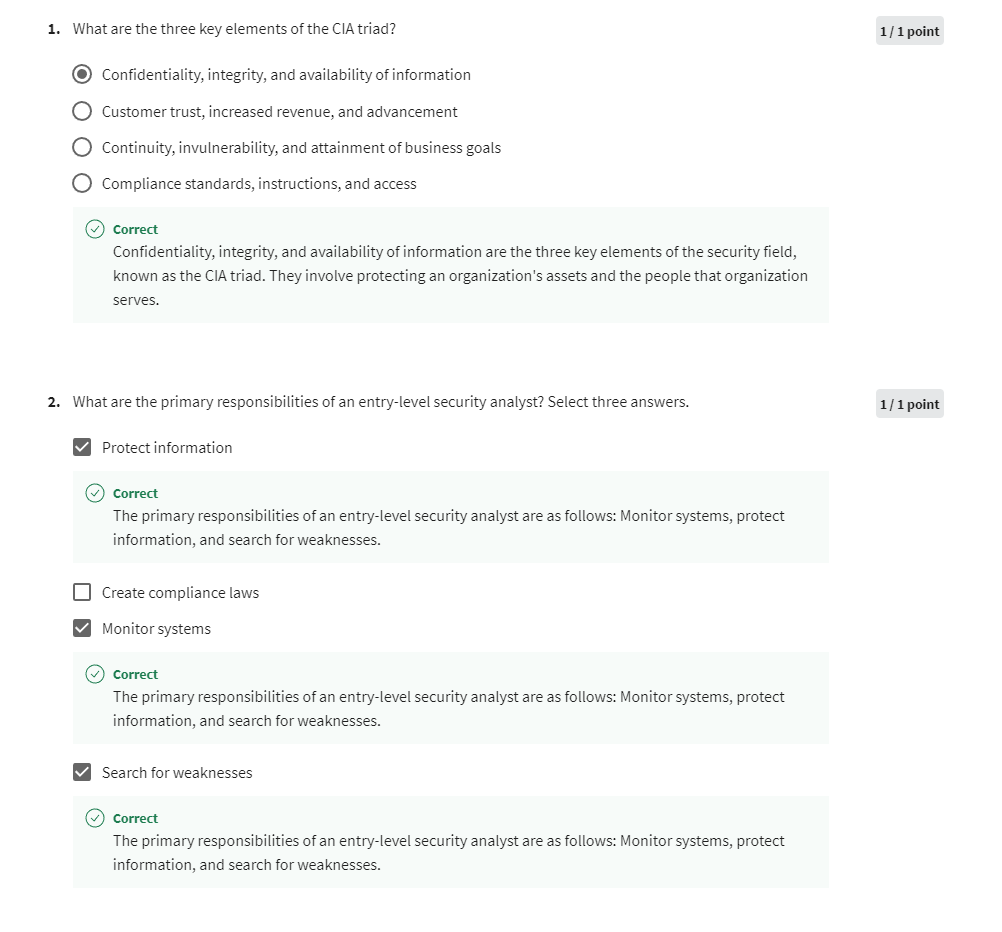 1. What are the three key elements of the CIA triad?
1 / 1 point
Confidentiality, integrity, and availability of information
Customer trust, increased revenue, and advancement
Continuity, invulnerability, and attainment of business goals
Compliance standards, instructions, and access
Correct
Confidentiality, integrity, and availability of information are the three key elements of the security field,
known as the CIA triad. They involve protecting an organization's assets and the people that organization
serves.
2. What are the primary responsibilities of an entry-level security analyst? Select three answers.
1 / 1 point
Protect information
Correct
The primary responsibilities of an entry-level security analyst are as follows: Monitor systems, protect
information, and search for weaknesses.
Create compliance laws
Monitor systems
Correct
The primary responsibilities of an entry-level security analyst are as follows: Monitor systems, protect
information, and search for weaknesses.
Search for weaknesses
Correct
The primary responsibilities of an entry-level security analyst are as follows: Monitor systems, protect
information, and search for weaknesses.